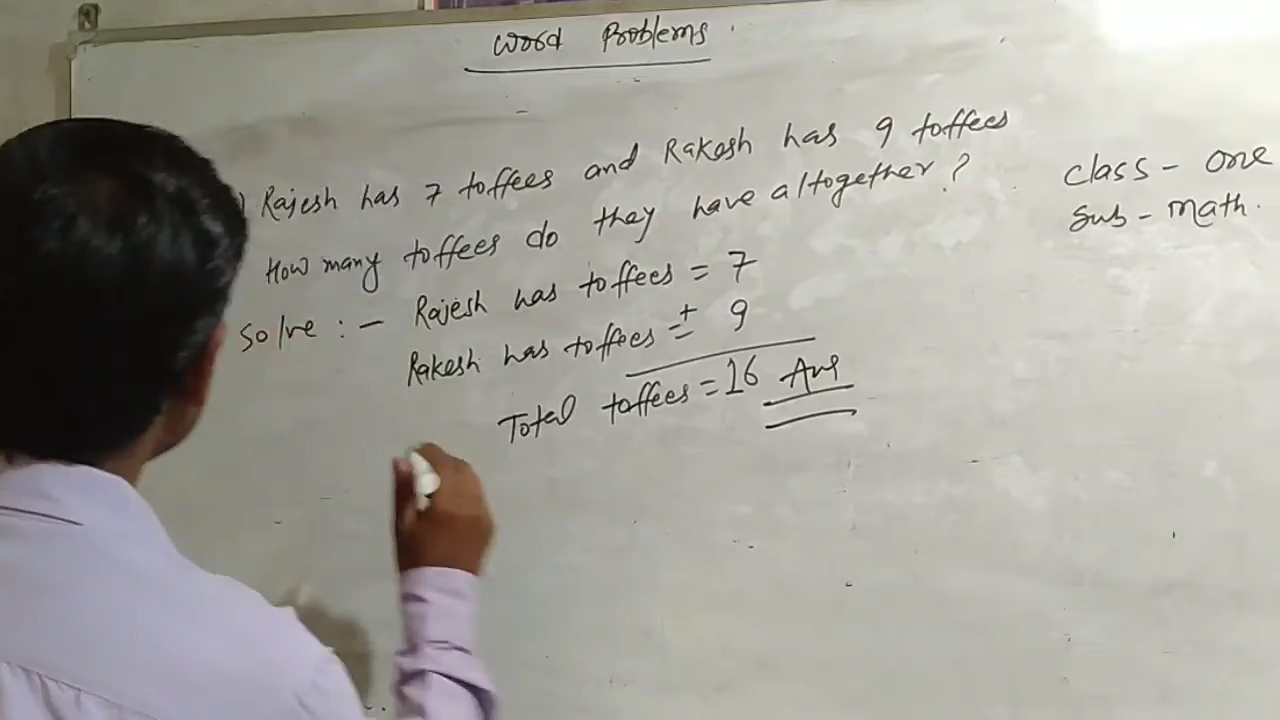 Word Problems
) Rajesh has 7 toffees and Rakesh has 9 toffees
How many toffees do they have altogether?
Class - One
Sub - Math.
Solve :- Rajesh has toffees = 7
Rakesh has toffees = + 9
Total toffees = 16 Ans